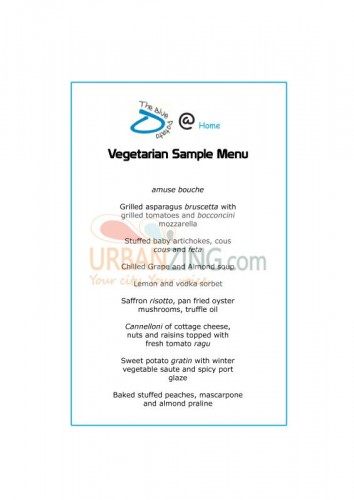 The Blue Potato
@ Home
Vegetarian Sample Menu
amuse bouche
Grilled asparagus bruscetta with
grilled tomatoes and bocconcini
mozzarella
Stuffed baby artichokes, cous
cous and feta
URBANZING.com
Chilled Grape and Almond soup
Your city. Your voice.
Lemon and vodka sorbet
Saffron risotto, pan fried oyster
mushrooms, truffle oil
Cannelloni of cottage cheese,
nuts and raisins topped with
fresh tomato ragu
Sweet potato gratin with winter
vegetable saute and spicy port
glaze
Baked stuffed peaches, mascarpone
and almond praline